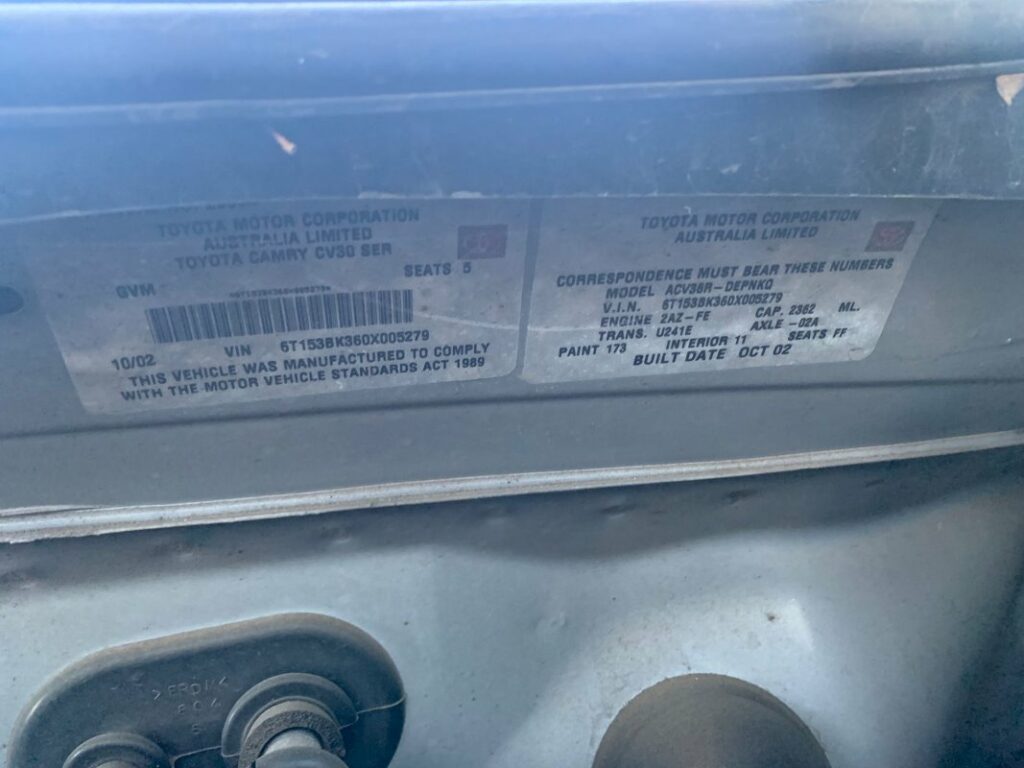 TOYOTA MOTOR CORPORATION
AUSTRALIA LIMITED
TOYOTA CAMRY CV30 SER
SEATS 5
GVM
*6T153BK360X005279*
10/02 VIN 6T153BK360X005279
THIS VEHICLE WAS MANUFACTURED TO COMPLY
WITH THE MOTOR VEHICLE STANDARDS ACT 1989
TOYOTA MOTOR CORPORATION
AUSTRALIA LIMITED
CORRESPONDENCE MUST BEAR THESE NUMBERS
MODEL ACV36R-DEPNKQ
V.I.N. 6T153BK360X005279
ENGINE 2AZ-FE CAP. 2362 ML.
TRANS. U241E AXLE -02A
PAINT 173 INTERIOR 11 SEATS FF
BUILT DATE OCT 02
>EPDM<